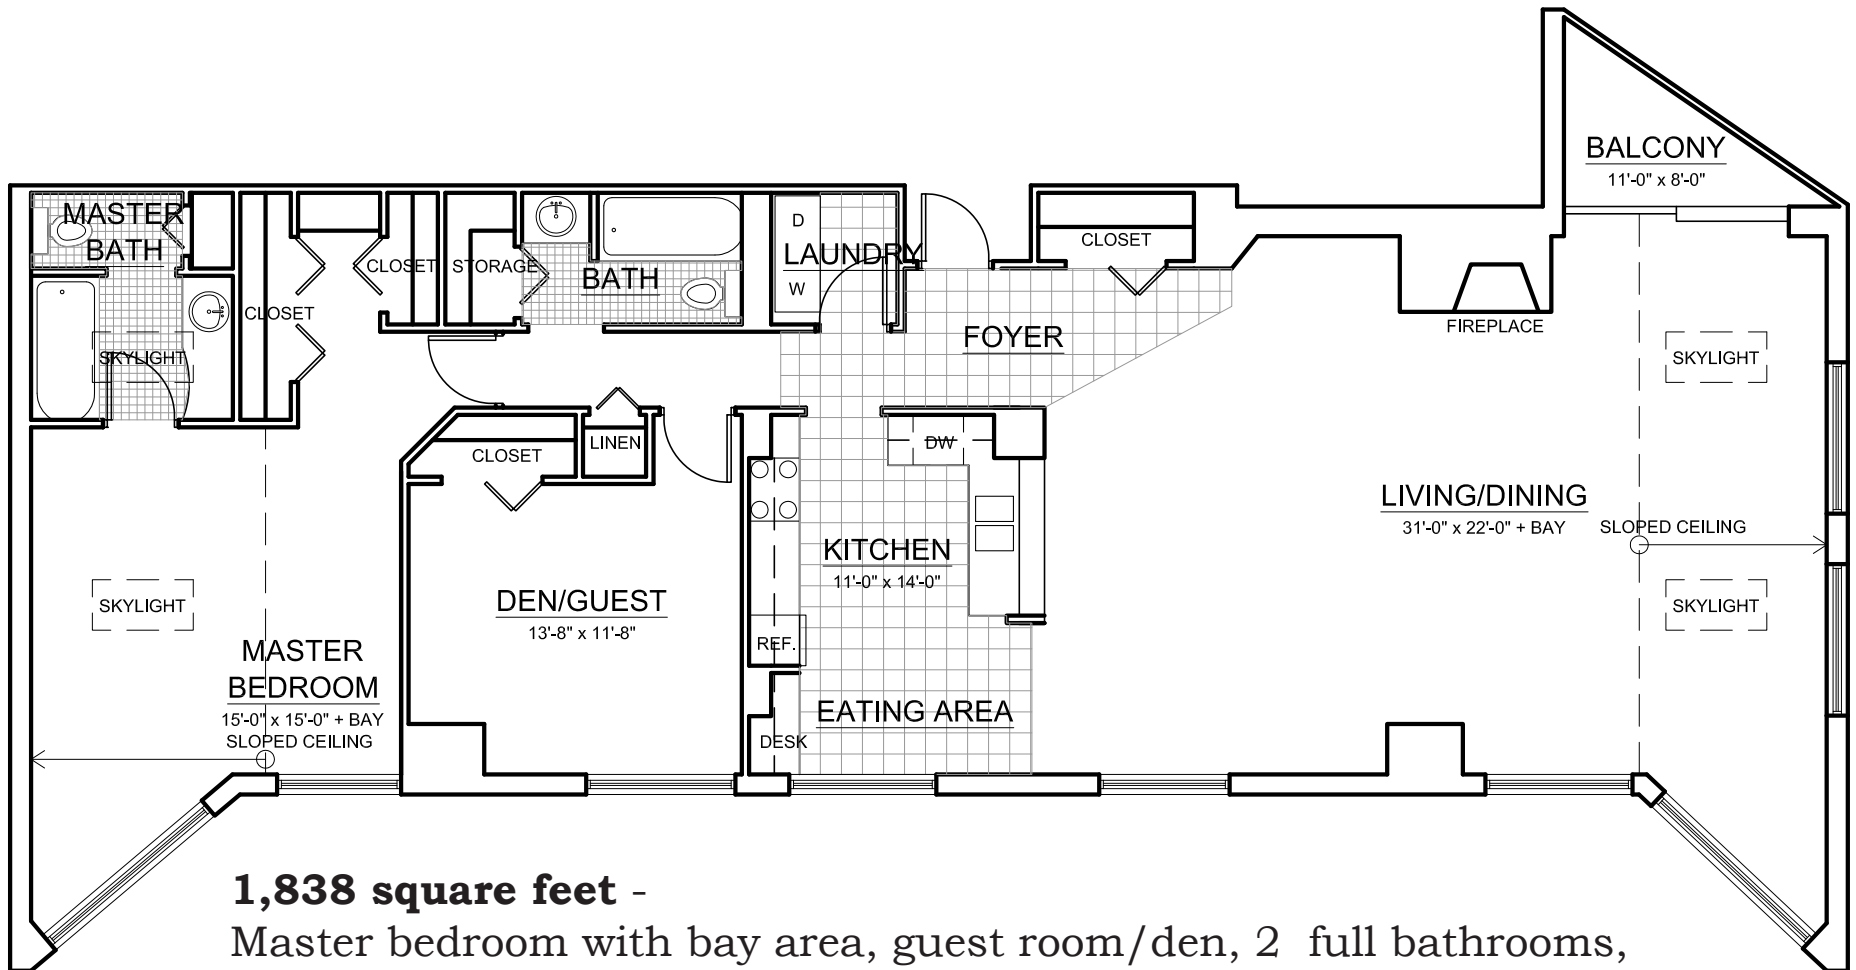 BALCONY
11'-0" x 8'-0"
MASTER
BATH
CLOSET
STORAGE
BATH
D
LAUNDRY
W
CLOSET
CLOSET
SKYLIGHT
FOYER
FIREPLACE
SKYLIGHT
LINEN
CLOSET
DW
LIVING/DINING
31'-0" x 22'-0" + BAY
SLOPED CEILING
KITCHEN
11'-0" x 14'-0"
SKYLIGHT
DEN/GUEST
13'-8" x 11'-8"
SKYLIGHT
REF.
MASTER
BEDROOM
15'-0" x 15'-0" + BAY
SLOPED CEILING
EATING AREA
DESK
1,838 square feet -
Master bedroom with bay area, guest room/den, 2 full bathrooms,